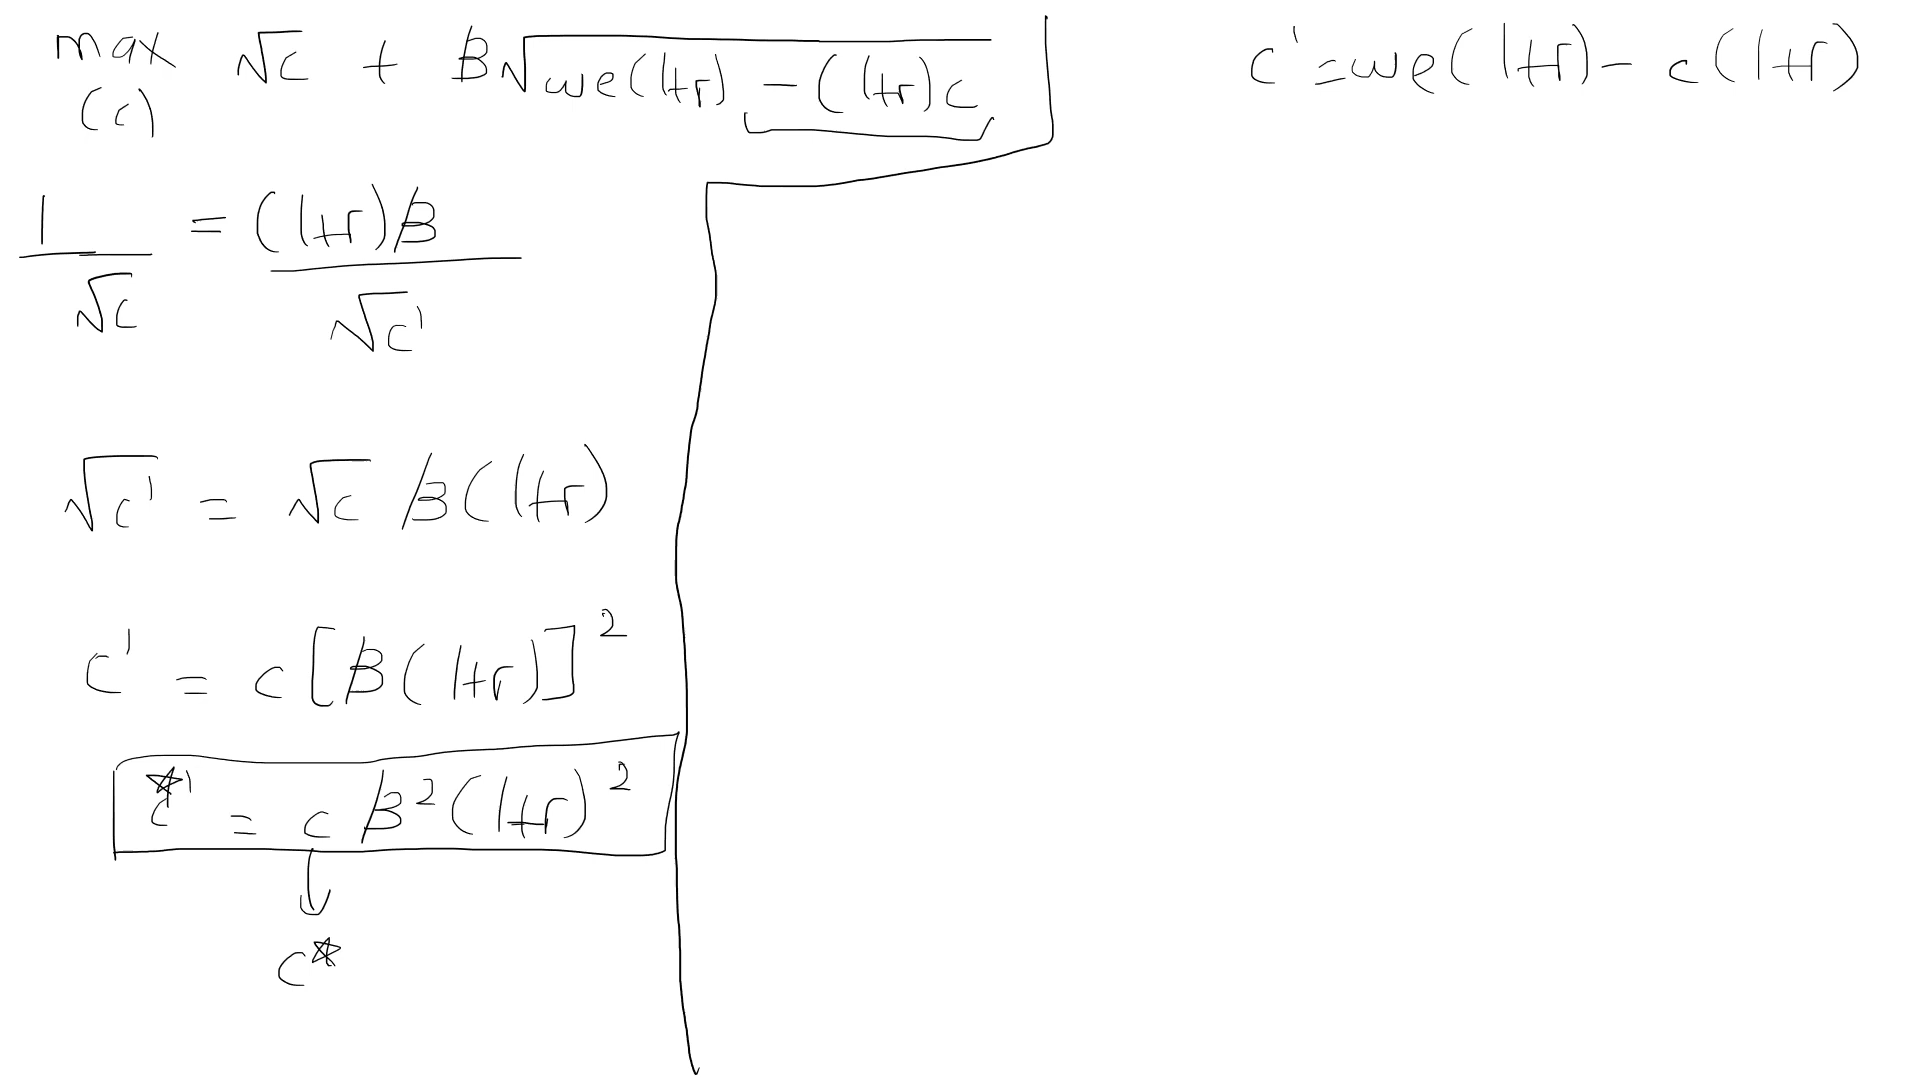 max √c + β√we(1+r) - (1+r)c
(c)
1/√c = (1+r)β/√c'
√c' = √c β(1+r)
c' = c[β(1+r)]²
c*' = c β²(1+r)²
c*
c' = we(1+r) - c(1+r)